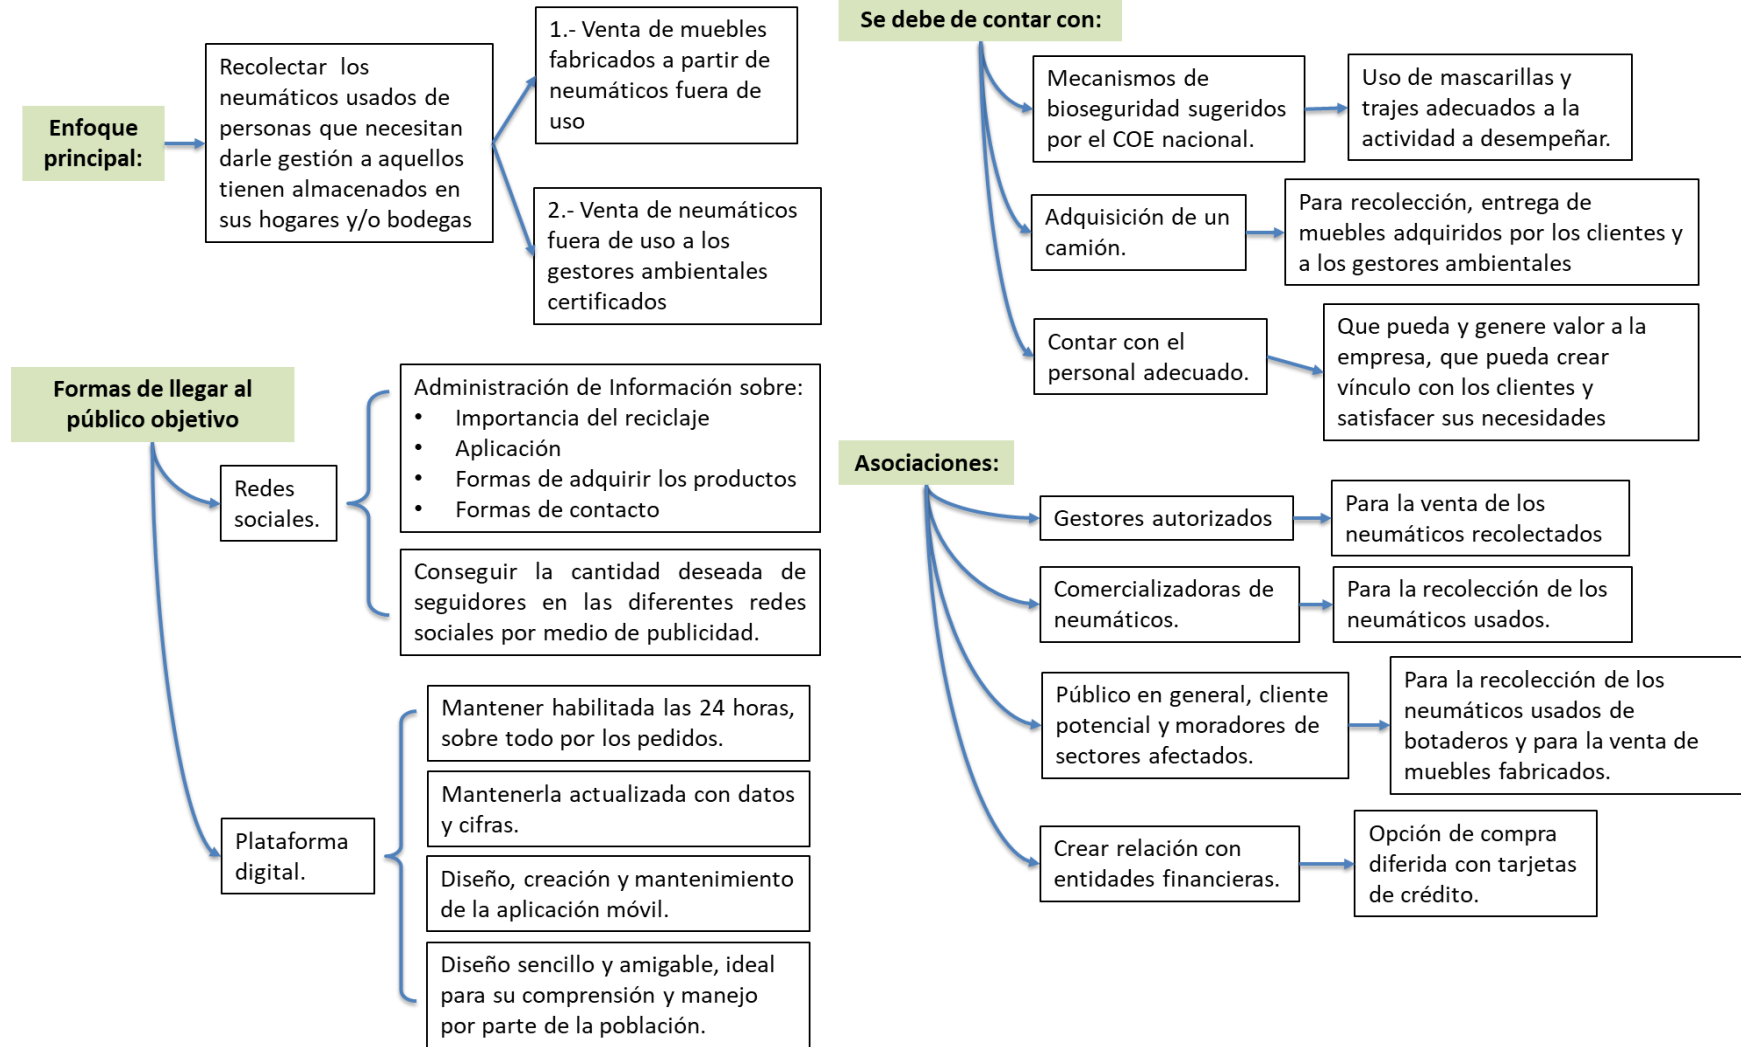 Enfoque
principal:
Recolectar los
neumáticos usados de
personas que necesitan
darle gestión a aquellos
tienen almacenados en
sus hogares y/o bodegas
1.- Venta de muebles
fabricados a partir de
neumáticos fuera de
uso
2.- Venta de neumáticos
fuera de uso a los
gestores ambientales
certificados
Formas de llegar al
público objetivo
Redes
sociales.
Administración de Información sobre:
• Importancia del reciclaje
• Aplicación
• Formas de adquirir los productos
• Formas de contacto
Conseguir la cantidad deseada de
seguidores en las diferentes redes
sociales por medio de publicidad.
Plataforma
digital.
Mantener habilitada las 24 horas,
sobre todo por los pedidos.
Mantenerla actualizada con datos
y cifras.
Diseño, creación y mantenimiento
de la aplicación móvil.
Diseño sencillo y amigable, ideal
para su comprensión y manejo
por parte de la población.
Se debe de contar con:
Mecanismos de
bioseguridad sugeridos
por el COE nacional.
Uso de mascarillas y
trajes adecuados a la
actividad a desempeñar.
Adquisición de un
camión.
Para recolección, entrega de
muebles adquiridos por los clientes y
a los gestores ambientales
Contar con el
personal adecuado.
Que pueda y genere valor a la
empresa, que pueda crear
vínculo con los clientes y
satisfacer sus necesidades
Asociaciones:
Gestores autorizados
Para la venta de los
neumáticos recolectados
Comercializadoras de
neumáticos.
Para la recolección de los
neumáticos usados.
Público en general, cliente
potencial y moradores de
sectores afectados.
Para la recolección de los
neumáticos usados de
botaderos y para la venta de
muebles fabricados.
Crear relación con
entidades financieras.
Opción de compra
diferida con tarjetas
de crédito.